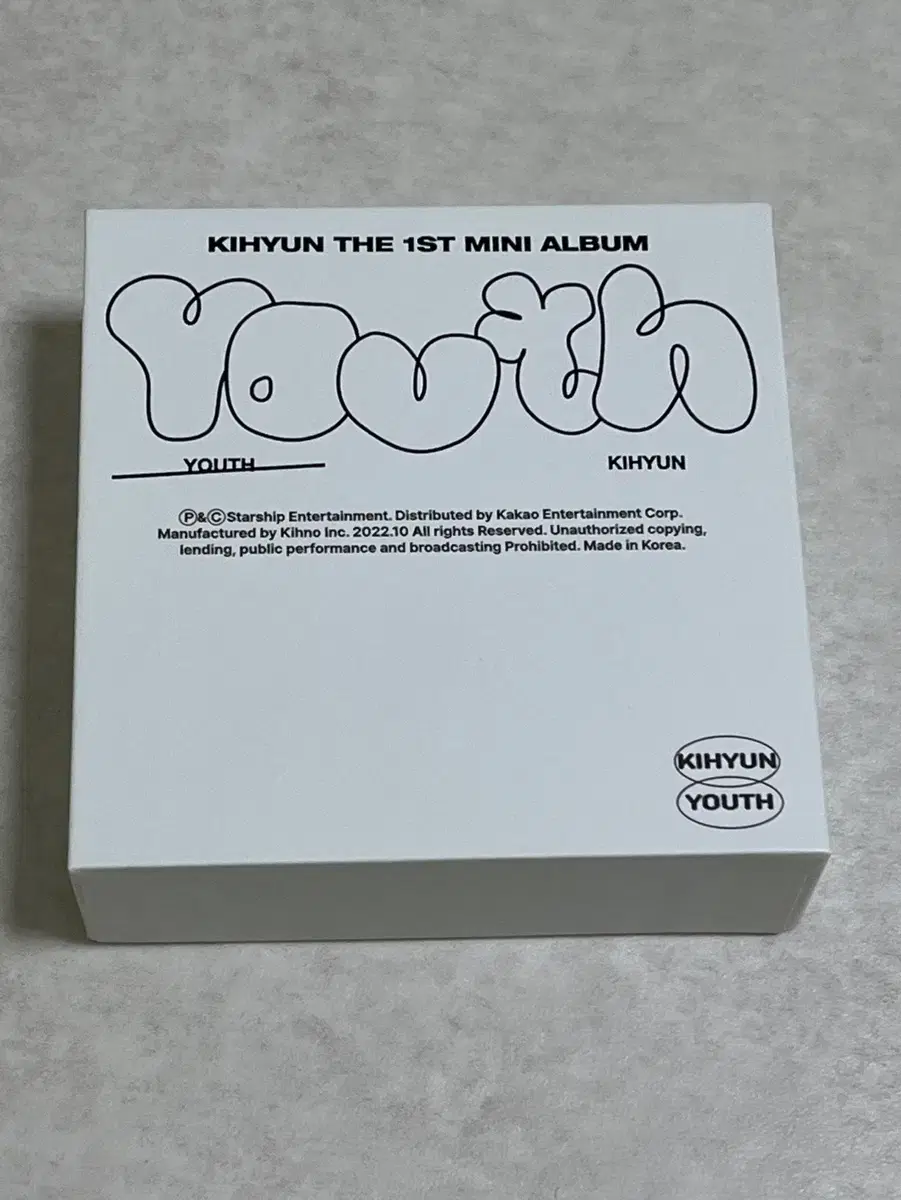 KIHYUN THE 1ST MINI ALBUM
Youth
YOUTH KIHYUN
Ⓟ&ⒸStarship Entertainment. Distributed by Kakao Entertainment Corp.
Manufactured by Kihno Inc. 2022.10 All rights Reserved. Unauthorized copying,
lending, public performance and broadcasting Prohibited. Made in Korea.
KIHYUN
YOUTH